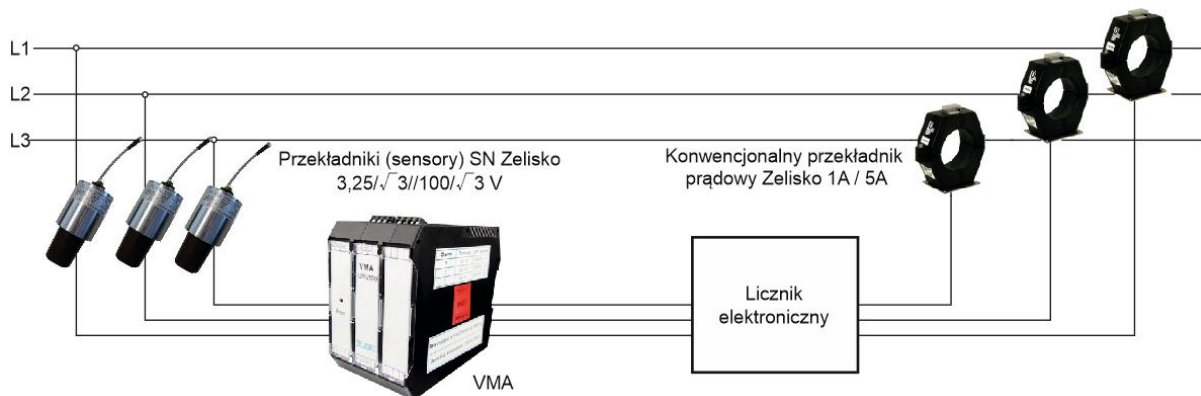 L1
L2
L3
Przekładniki (sensory) SN Zelisko
3,25/√3//100/√3 V
Konwencjonalny przekładnik
prądowy Zelisko 1A / 5A
VMA
Licznik
elektroniczny
VMA